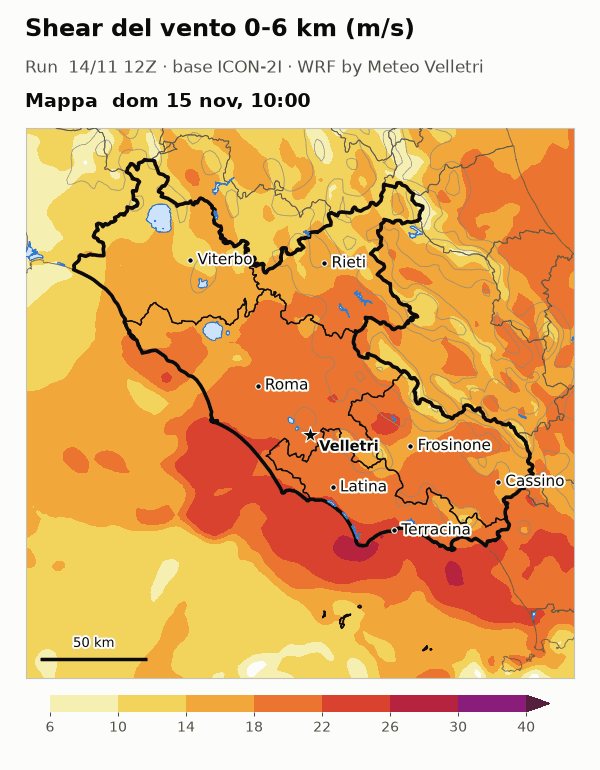 Shear del vento 0-6 km (m/s)
Run  14/11 12Z · base ICON-2I · WRF by Meteo Velletri
Mappa  dom 15 nov, 10:00
Viterbo
Rieti
Roma
Velletri
Frosinone
Cassino
Latina
Terracina
50 km
6 10 14 18 22 26 30 40